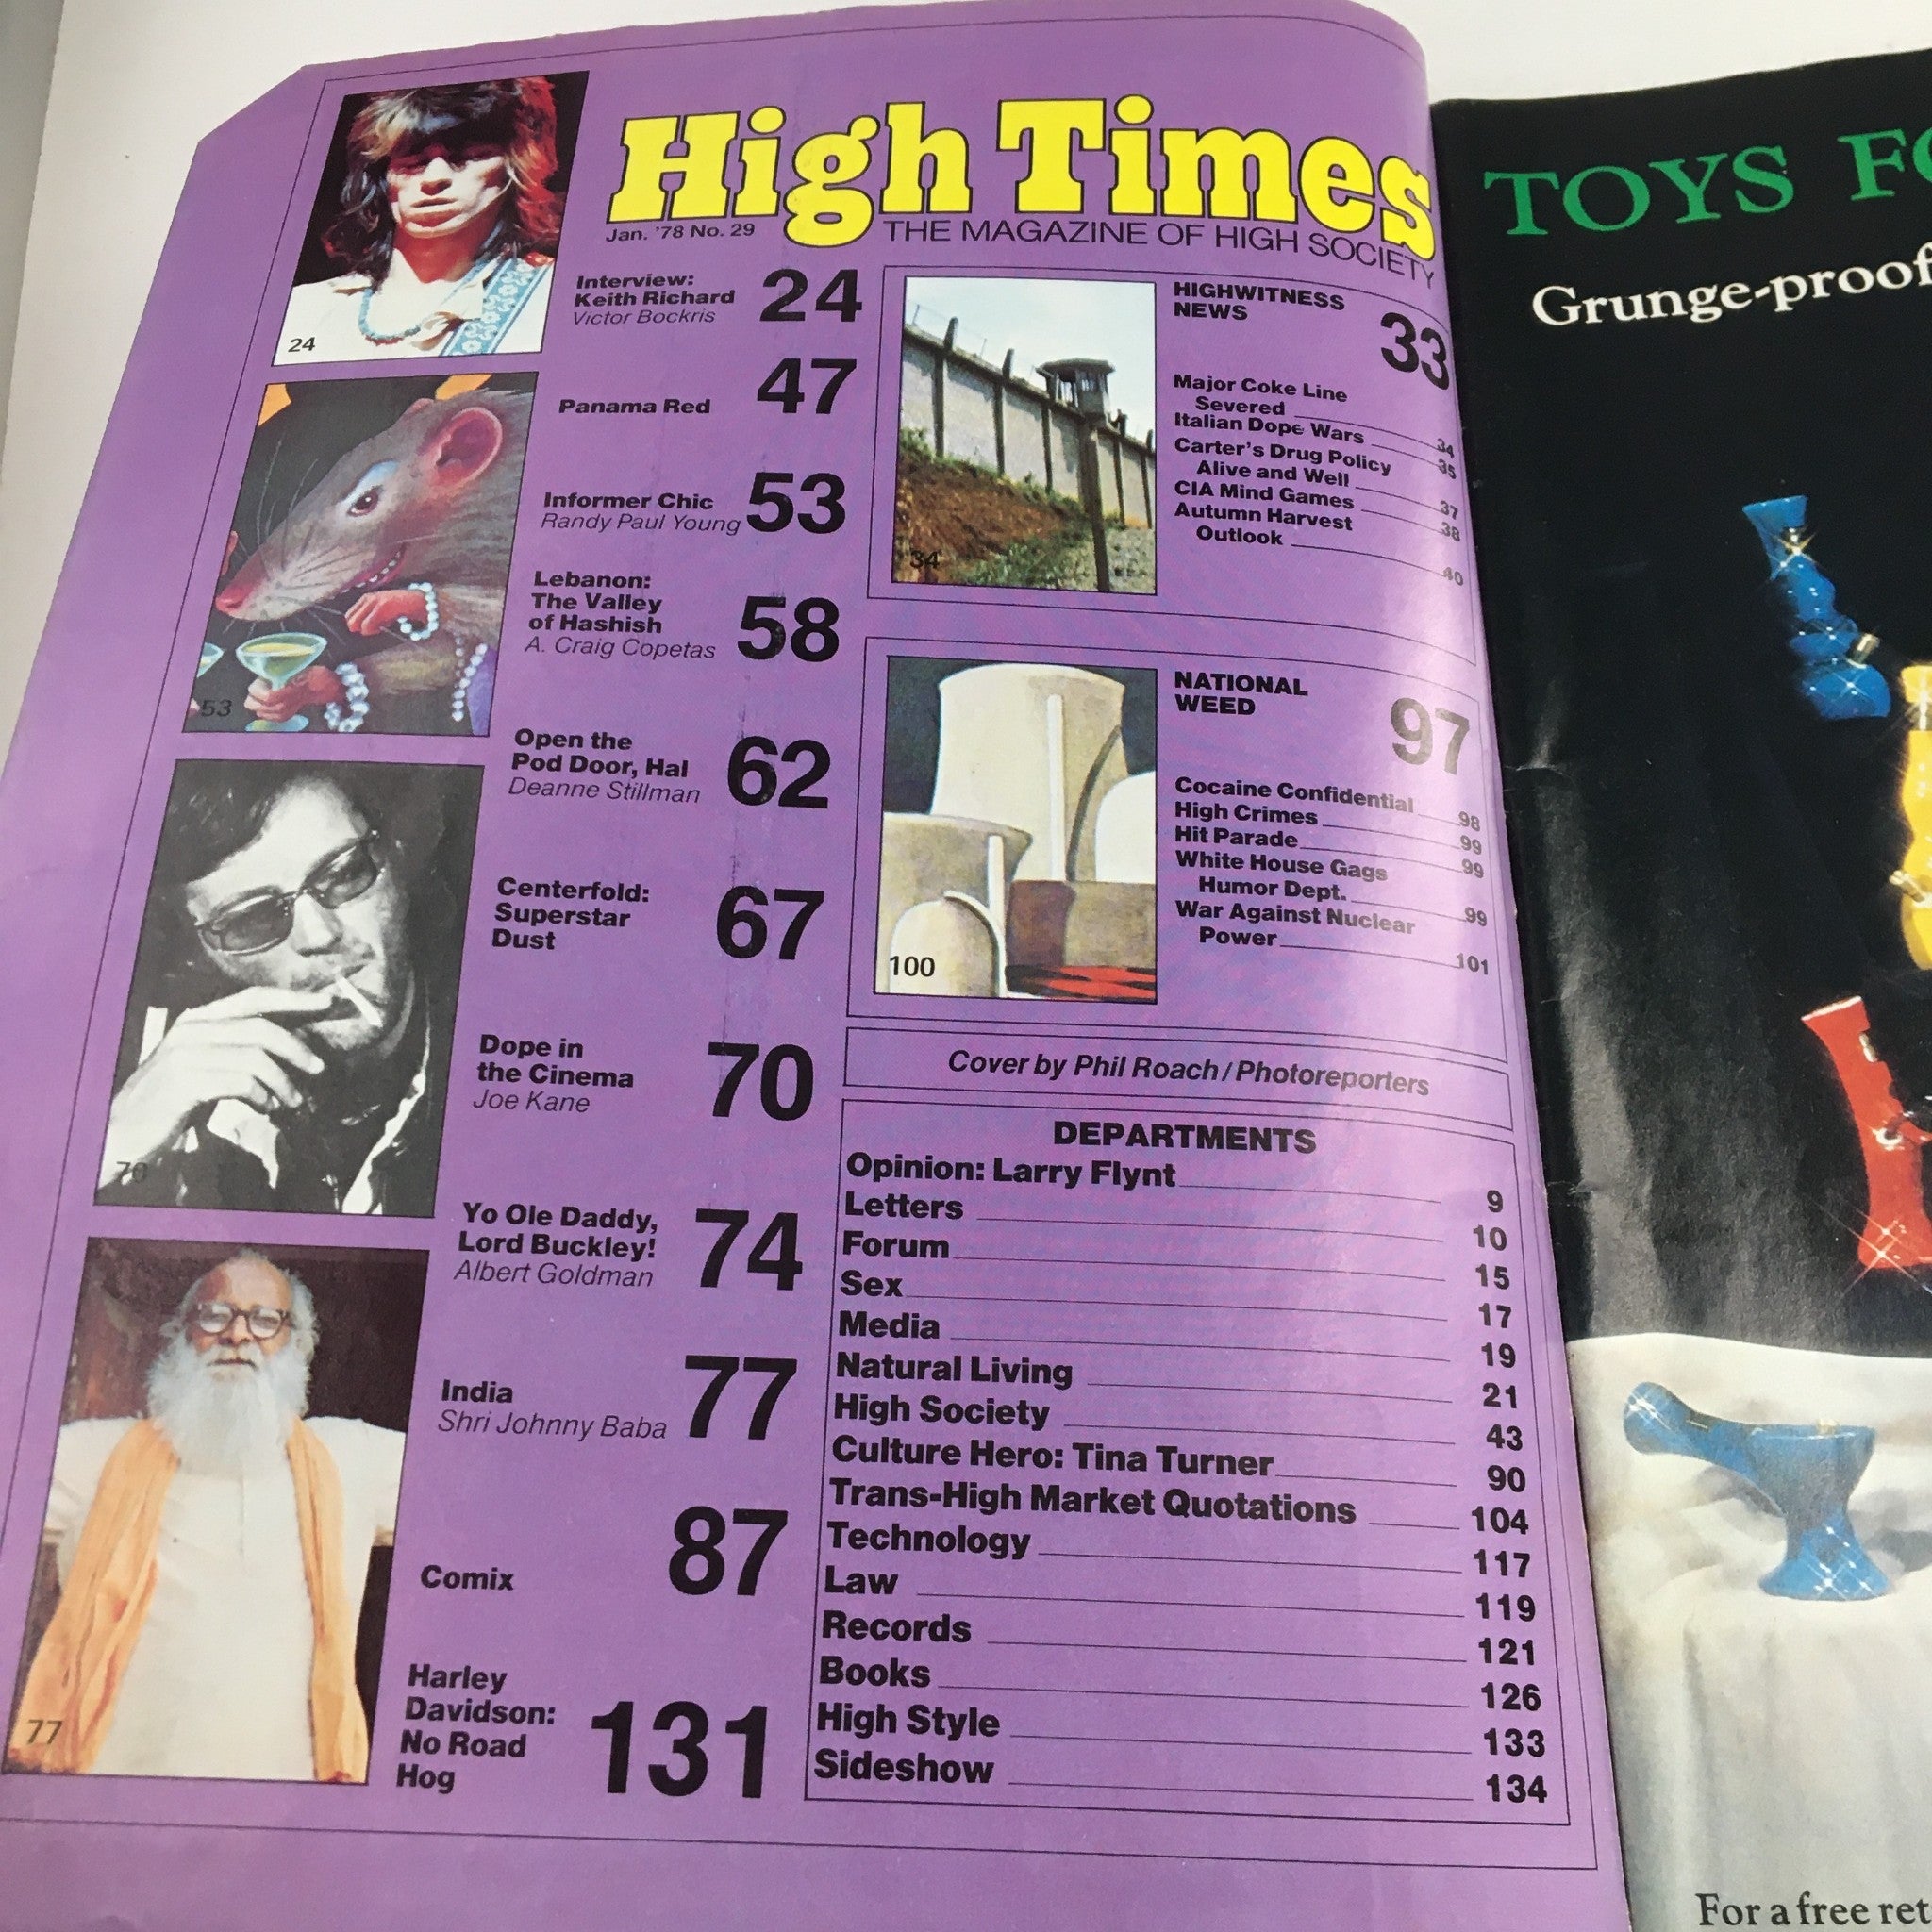 High Times
Jan. '78 No. 29
THE MAGAZINE OF HIGH SOCIETY
24
Interview:
Keith Richard
Victor Bockris
24
Panama Red
47
53
Informer Chic
Randy Paul Young
53
Lebanon:
The Valley
of Hashish
A. Craig Copetas
58
Open the
Pod Door, Hal
Deanne Stillman
62
Centerfold:
Superstar
Dust
67
70
Dope in
the Cinema
Joe Kane
70
Yo Ole Daddy,
Lord Buckley!
Albert Goldman
74
77
India
Shri Johnny Baba
77
Comix
87
Harley
Davidson:
No Road
Hog
131
34
HIGHWITNESS
NEWS
33
Major Coke Line
Severed 34
Italian Dope Wars 35
Carter's Drug Policy
Alive and Well 37
CIA Mind Games 38
Autumn Harvest
Outlook 40
100
NATIONAL
WEED
97
Cocaine Confidential 98
High Crimes 99
Hit Parade 99
White House Gags
Humor Dept. 99
War Against Nuclear
Power 101
Cover by Phil Roach/Photoreporters
DEPARTMENTS
Opinion: Larry Flynt 9
Letters 10
Forum 15
Sex 17
Media 19
Natural Living 21
High Society 43
Culture Hero: Tina Turner 90
Trans-High Market Quotations 104
Technology 117
Law 119
Records 121
Books 126
High Style 133
Sideshow 134
TOYS
Grunge-proof
For a free